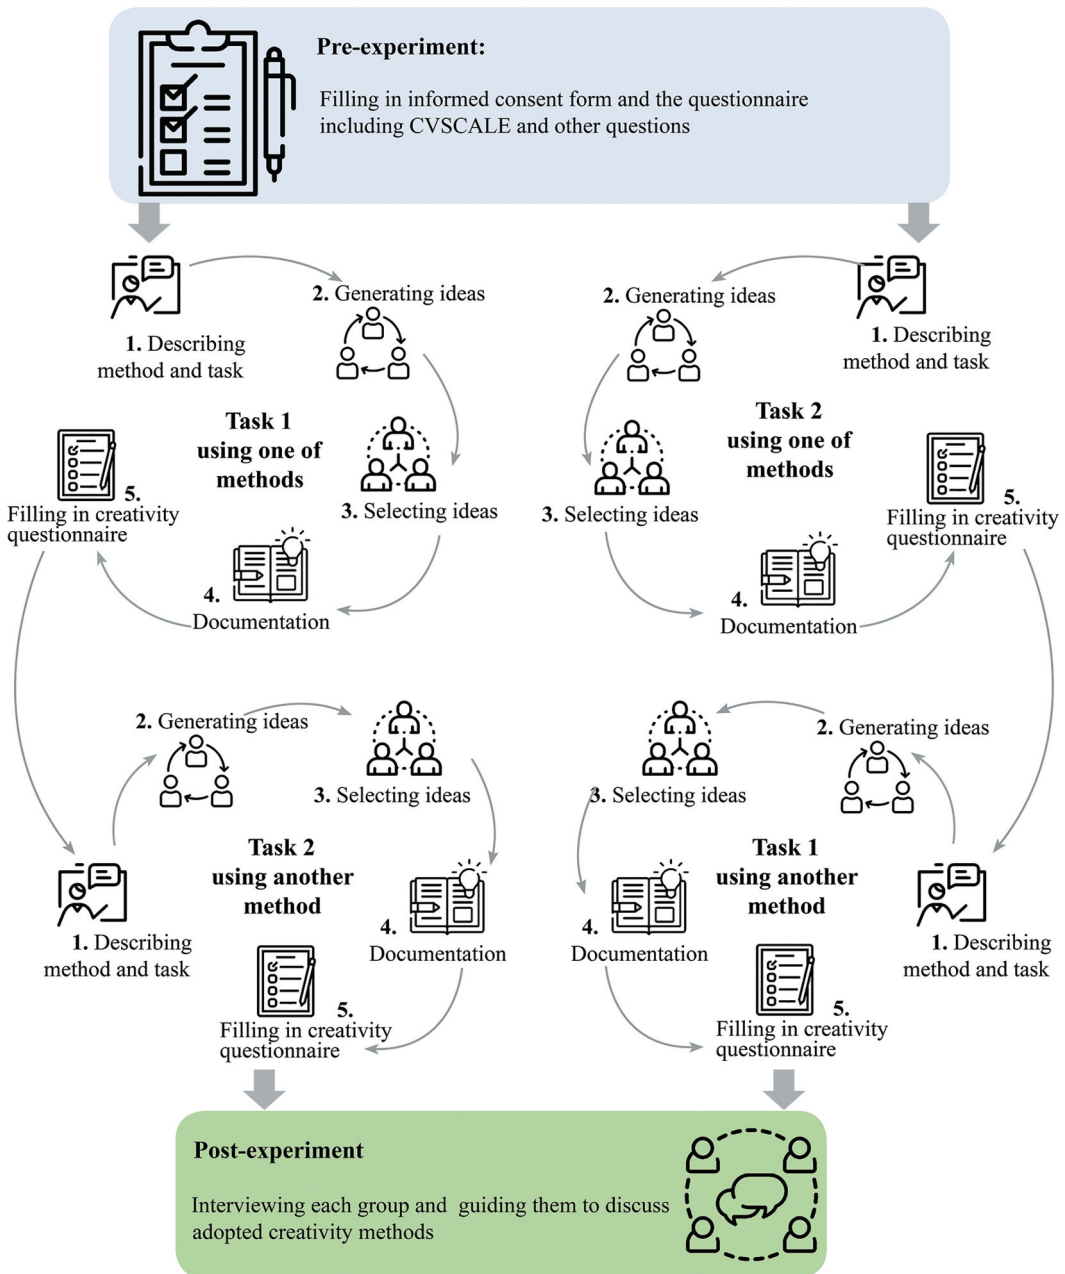 Pre-experiment:
Filling in informed consent form and the questionnaire
including CVSCALE and other questions
1. Describing
method and task
2. Generating ideas
Task 1
using one of
methods
3. Selecting ideas
4.
Documentation
5.
Filling in creativity
questionnaire
2. Generating ideas
1. Describing
method and task
Task 2
using one of
methods
3. Selecting ideas
4.
Documentation
5.
Filling in creativity
questionnaire
2. Generating ideas
3. Selecting ideas
Task 2
using another
method
1. Describing
method and task
4.
Documentation
5.
Filling in creativity
questionnaire
2. Generating ideas
3. Selecting ideas
Task 1
using another
method
4.
Documentation
1. Describing
method and task
5.
Filling in creativity
questionnaire
Post-experiment
Interviewing each group and  guiding them to discuss
adopted creativity methods